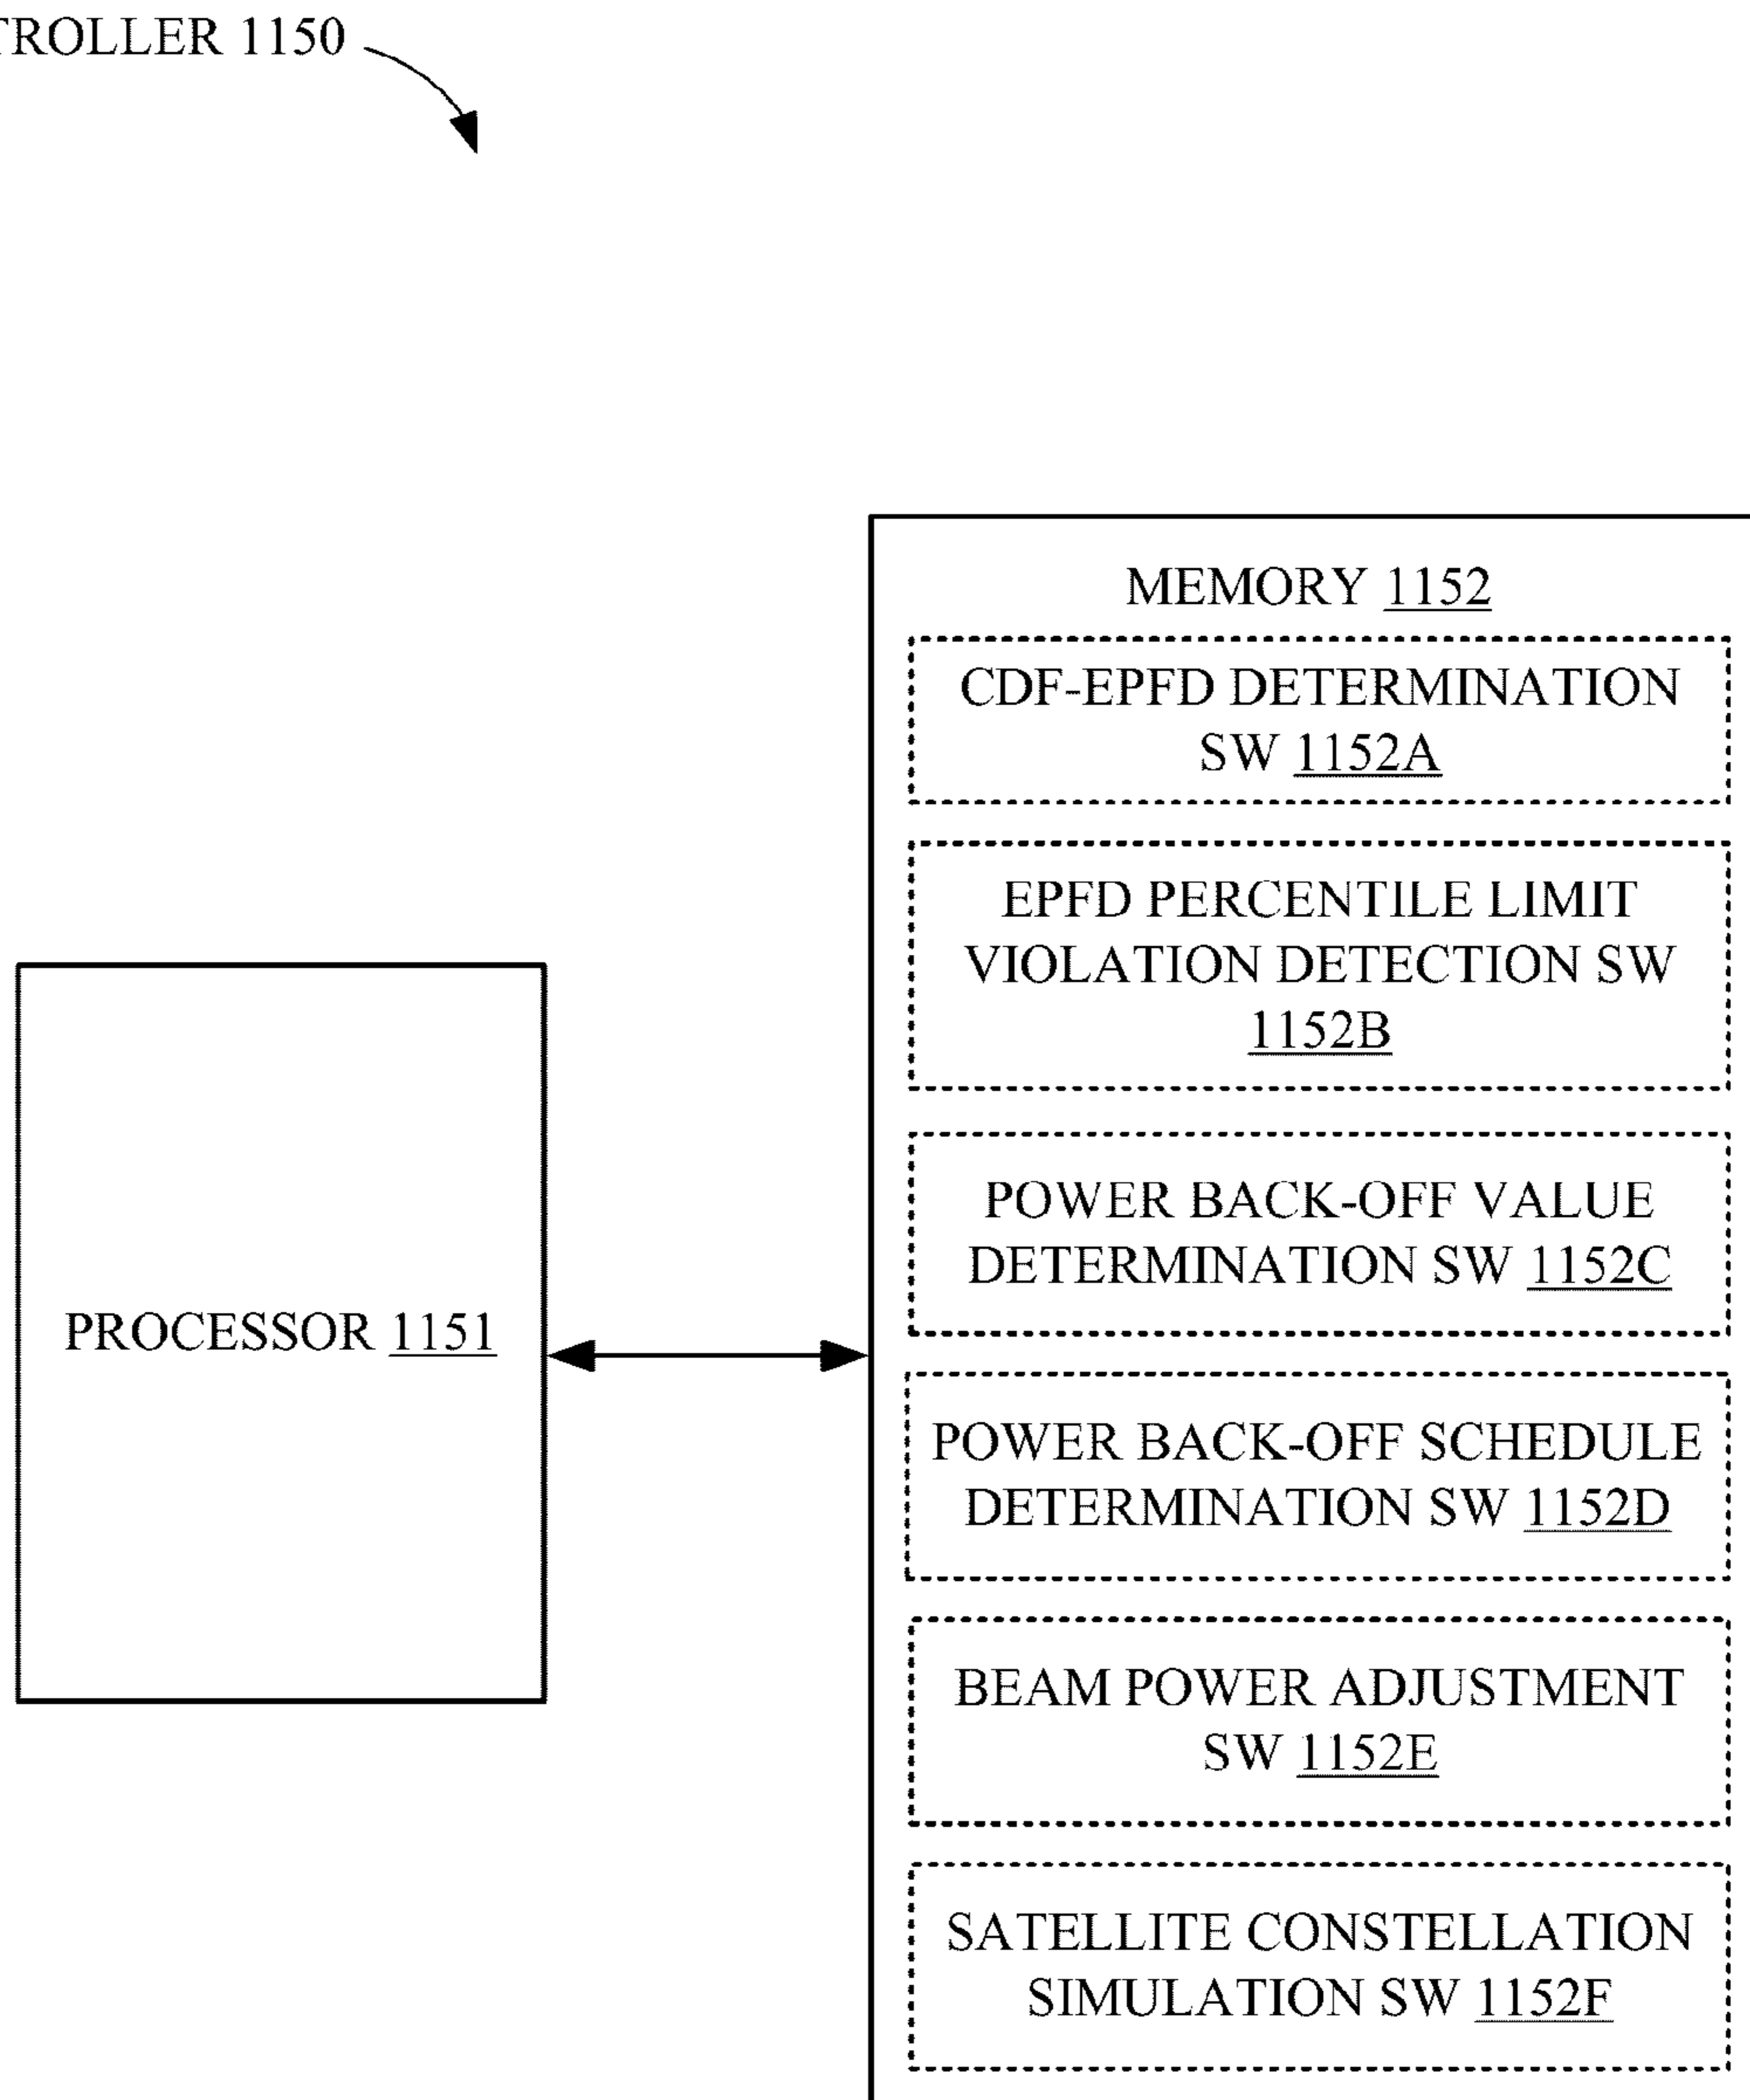 TROLLER 1150
MEMORY 1152
CDF-EPFD DETERMINATION
SW 1152A
EPFD PERCENTILE LIMIT
VIOLATION DETECTION SW
1152B
POWER BACK-OFF VALUE
DETERMINATION SW 1152C
PROCESSOR 1151
POWER BACK-OFF SCHEDULE
DETERMINATION SW 1152D
BEAM POWER ADJUSTMENT
SW 1152E
SATELLITE CONSTELLATION
SIMULATION SW 1152F